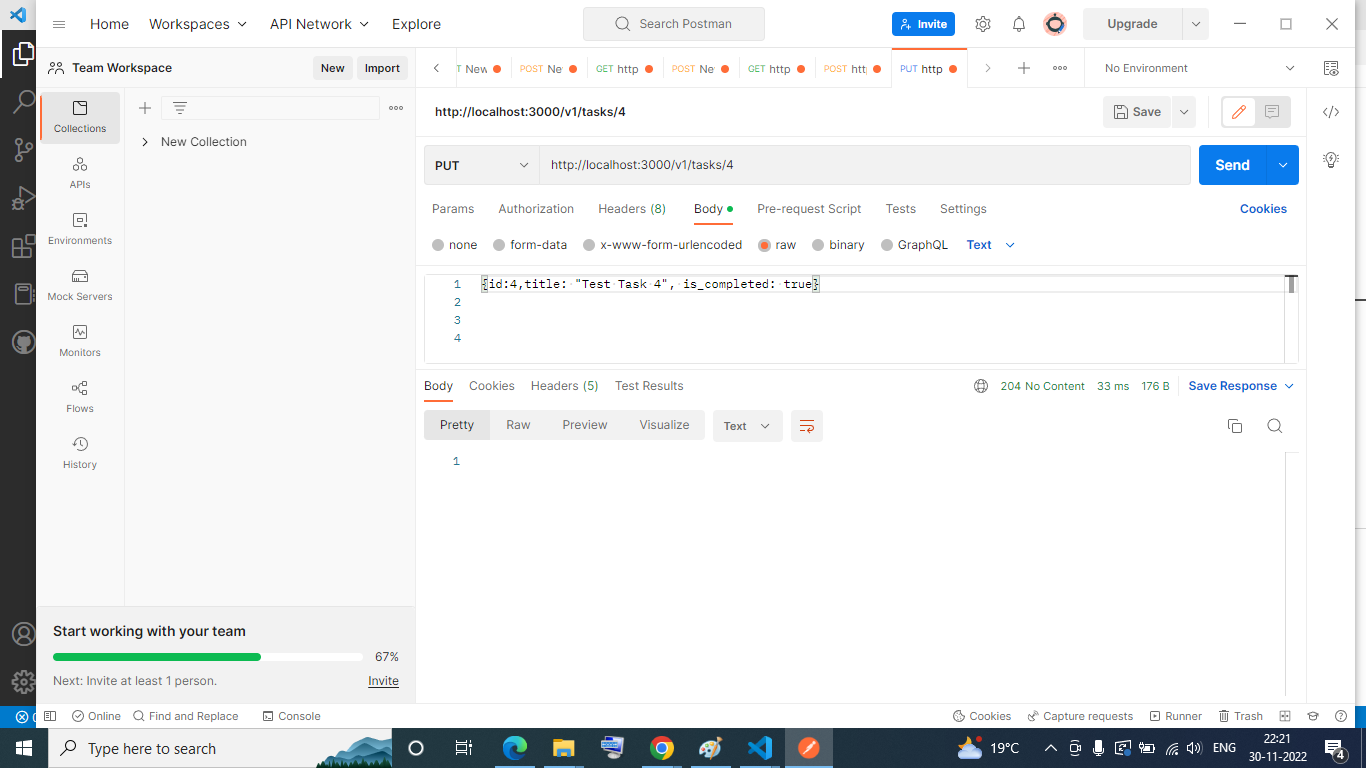 Home Workspaces API Network Explore Search Postman Invite Upgrade
Team Workspace New Import
T New POST Ne GET http POST Ne GET http POST htt PUT http No Environment
Collections
APIs
Environments
Mock Servers
Monitors
Flows
History
New Collection
http://localhost:3000/v1/tasks/4 Save
PUT http://localhost:3000/v1/tasks/4 Send
Params Authorization Headers (8) Body Pre-request Script Tests Settings Cookies
none form-data x-www-form-urlencoded raw binary GraphQL Text
1 {id:4,title: "Test Task 4", is_completed: true}
2
3
4
Body Cookies Headers (5) Test Results 204 No Content 33 ms 176 B Save Response
Pretty Raw Preview Visualize Text
1
Start working with your team
67%
Next: Invite at least 1 person. Invite
Online Find and Replace Console Cookies Capture requests Runner Trash
Type here to search 19°C ENG 22:21
30-11-2022
4